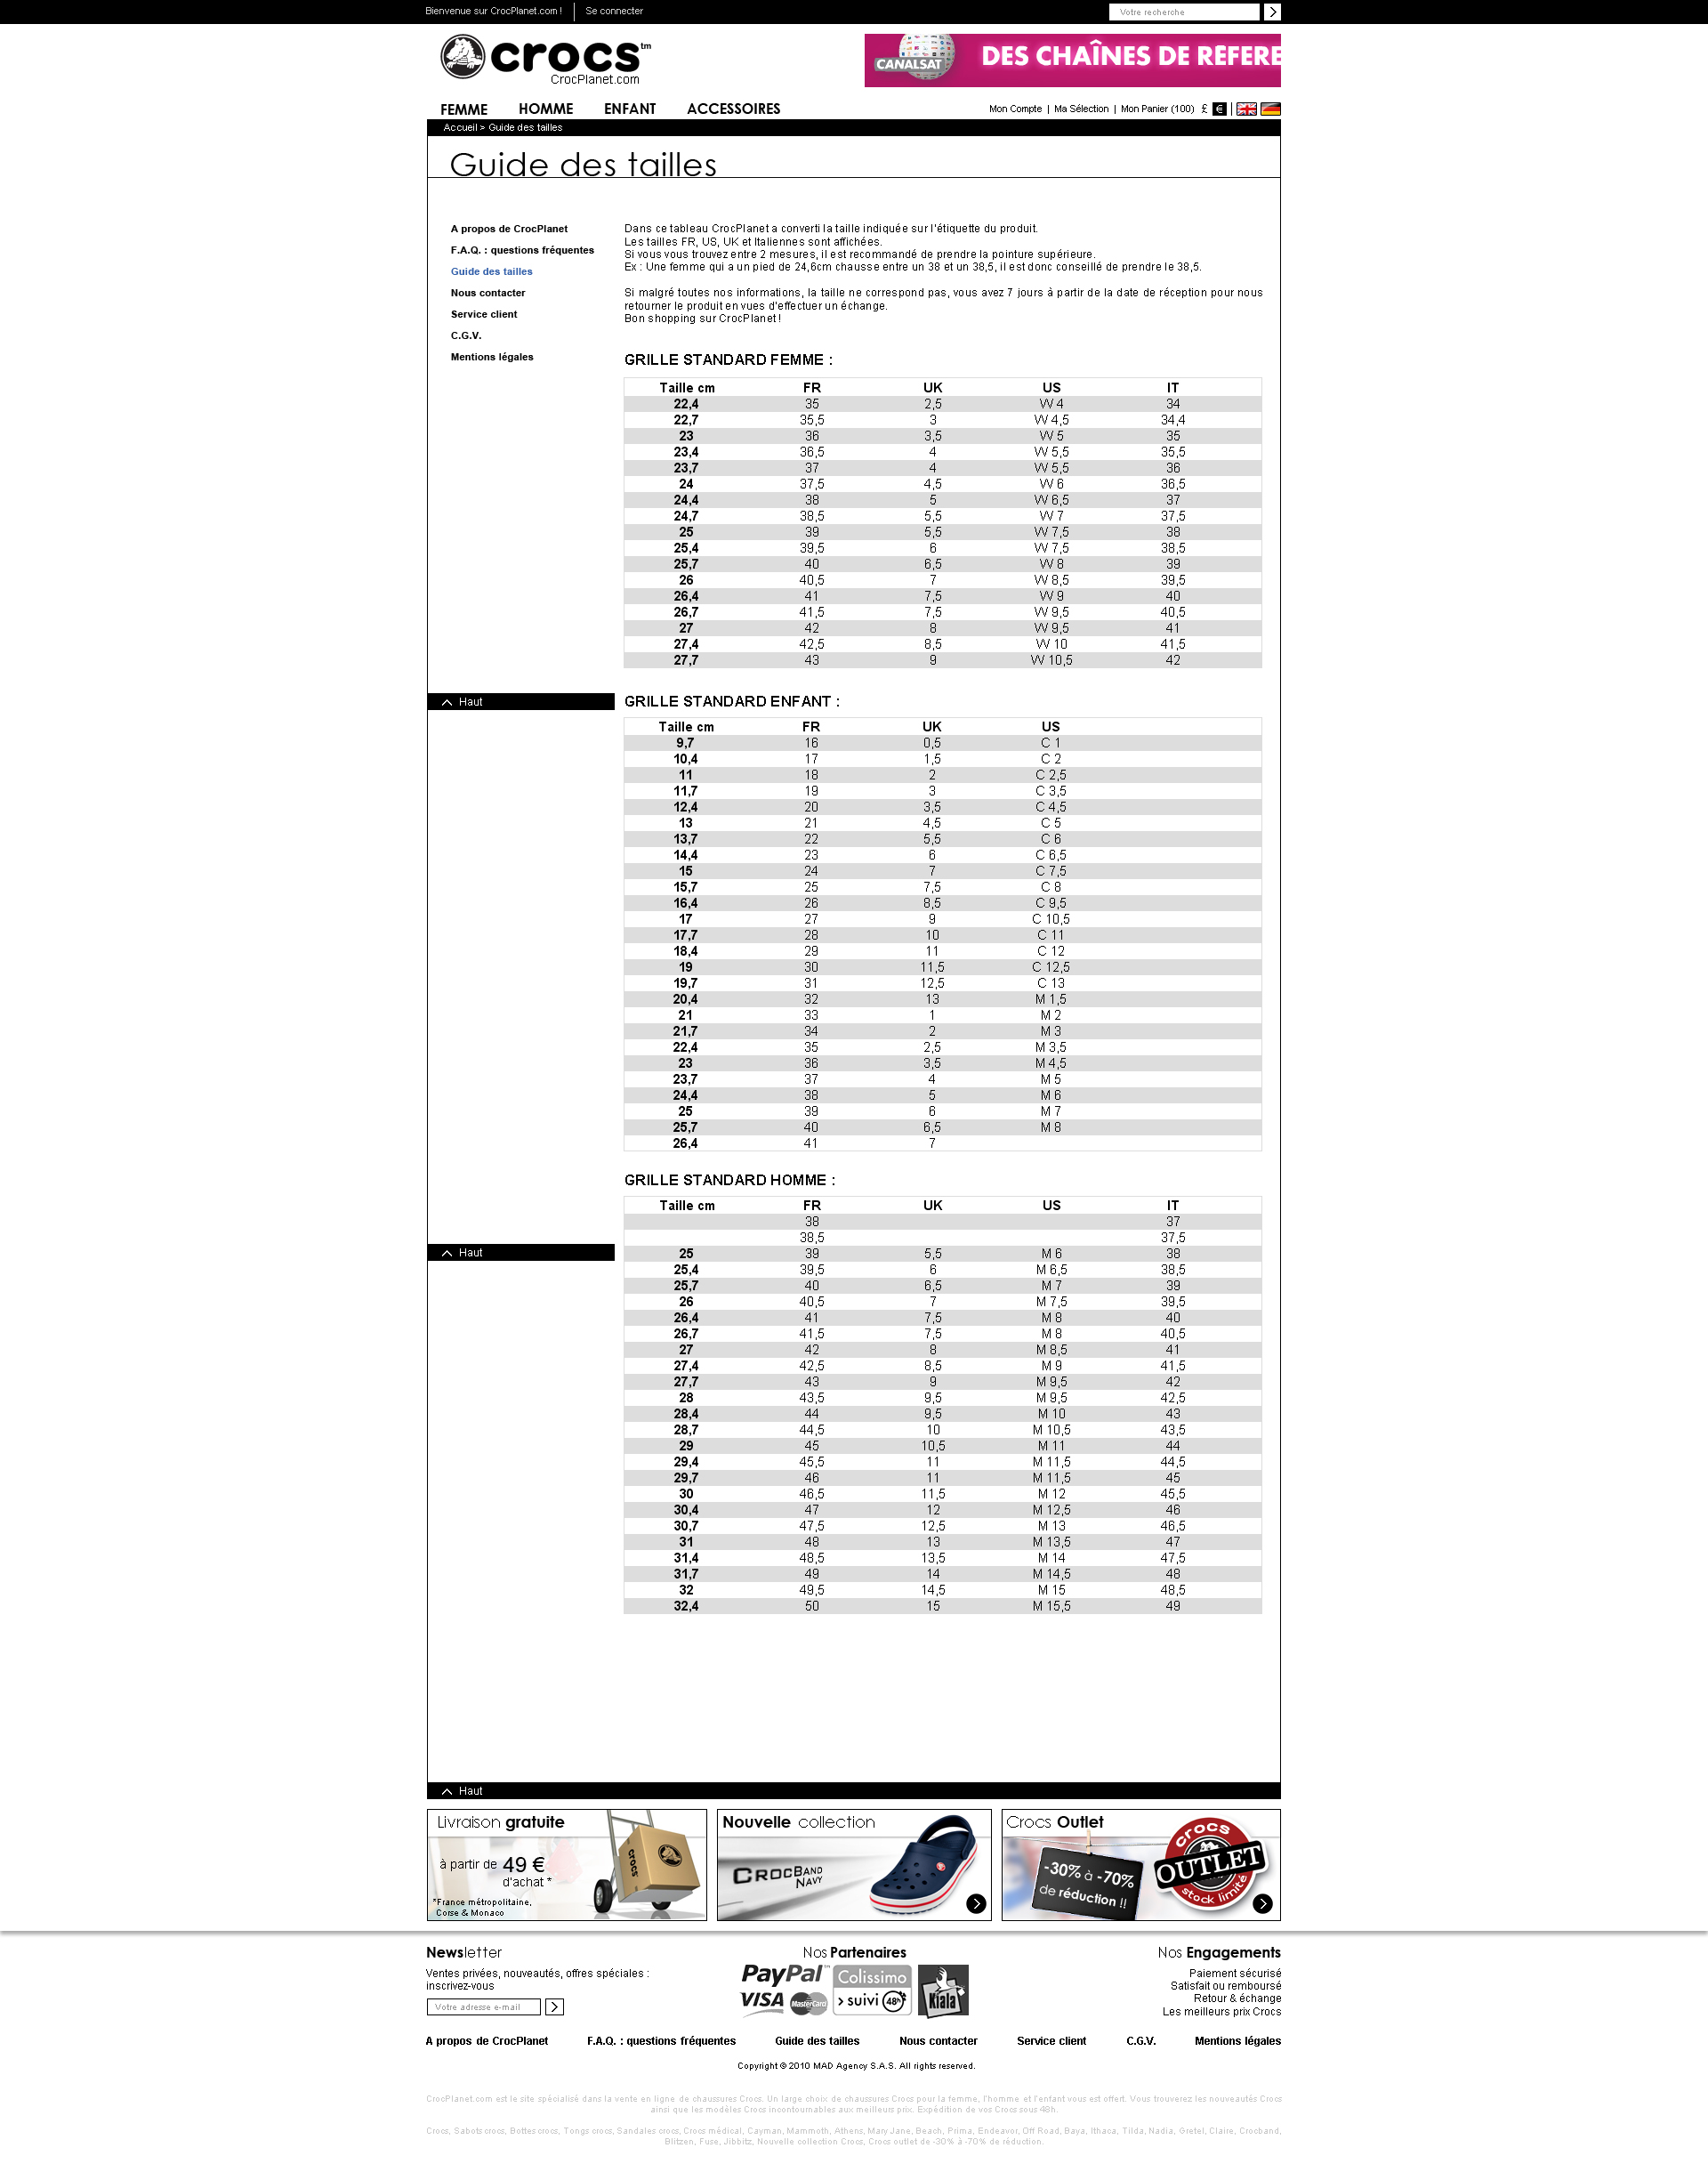 Bienvenue sur CrocPlanet.com ! | Se connecter
Votre recherche
crocs™
CrocPlanet.com
CANALSAT DES CHAÎNES DE RÉFÉRE
FEMME HOMME ENFANT ACCESSOIRES
Mon Compte | Ma Sélection | Mon Panier (100) £ €
Accueil > Guide des tailles
Guide des tailles
A propos de CrocPlanet
F.A.Q. : questions fréquentes
Guide des tailles
Nous contacter
Service client
C.G.V.
Mentions légales
Dans ce tableau CrocPlanet a converti la taille indiquée sur l'étiquette du produit.
Les tailles FR, US, UK et Italiennes sont affichées.
Si vous vous trouvez entre 2 mesures, il est recommandé de prendre la pointure supérieure.
Ex : Une femme qui a un pied de 24,6cm chausse entre un 38 et un 38,5, il est donc conseillé de prendre le 38,5.
Si malgré toutes nos informations, la taille ne correspond pas, vous avez 7 jours à partir de la date de réception pour nous
retourner le produit en vues d'effectuer un échange.
Bon shopping sur CrocPlanet !
GRILLE STANDARD FEMME :
Taille cm FR UK US IT
22,4 35 2,5 W 4 34
22,7 35,5 3 W 4,5 34,4
23 36 3,5 W 5 35
23,4 36,5 4 W 5,5 35,5
23,7 37 4 W 5,5 36
24 37,5 4,5 W 6 36,5
24,4 38 5 W 6,5 37
24,7 38,5 5,5 W 7 37,5
25 39 5,5 W 7,5 38
25,4 39,5 6 W 7,5 38,5
25,7 40 6,5 W 8 39
26 40,5 7 W 8,5 39,5
26,4 41 7,5 W 9 40
26,7 41,5 7,5 W 9,5 40,5
27 42 8 W 9,5 41
27,4 42,5 8,5 W 10 41,5
27,7 43 9 W 10,5 42
Haut
GRILLE STANDARD ENFANT :
Taille cm FR UK US
9,7 16 0,5 C 1
10,4 17 1,5 C 2
11 18 2 C 2,5
11,7 19 3 C 3,5
12,4 20 3,5 C 4,5
13 21 4,5 C 5
13,7 22 5,5 C 6
14,4 23 6 C 6,5
15 24 7 C 7,5
15,7 25 7,5 C 8
16,4 26 8,5 C 9,5
17 27 9 C 10,5
17,7 28 10 C 11
18,4 29 11 C 12
19 30 11,5 C 12,5
19,7 31 12,5 C 13
20,4 32 13 M 1,5
21 33 1 M 2
21,7 34 2 M 3
22,4 35 2,5 M 3,5
23 36 3,5 M 4,5
23,7 37 4 M 5
24,4 38 5 M 6
25 39 6 M 7
25,7 40 6,5 M 8
26,4 41 7
GRILLE STANDARD HOMME :
Taille cm FR UK US IT
38 37
38,5 37,5
Haut
25 39 5,5 M 6 38
25,4 39,5 6 M 6,5 38,5
25,7 40 6,5 M 7 39
26 40,5 7 M 7,5 39,5
26,4 41 7,5 M 8 40
26,7 41,5 7,5 M 8 40,5
27 42 8 M 8,5 41
27,4 42,5 8,5 M 9 41,5
27,7 43 9 M 9,5 42
28 43,5 9,5 M 9,5 42,5
28,4 44 9,5 M 10 43
28,7 44,5 10 M 10,5 43,5
29 45 10,5 M 11 44
29,4 45,5 11 M 11,5 44,5
29,7 46 11 M 11,5 45
30 46,5 11,5 M 12 45,5
30,4 47 12 M 12,5 46
30,7 47,5 12,5 M 13 46,5
31 48 13 M 13,5 47
31,4 48,5 13,5 M 14 47,5
31,7 49 14 M 14,5 48
32 49,5 14,5 M 15 48,5
32,4 50 15 M 15,5 49
Haut
Livraison gratuite
à partir de 49 €
d'achat *
*France métropolitaine,
Corse & Monaco
crocs
Nouvelle collection
CROCBAND
NAVY
Crocs Outlet
-30% à -70%
de réduction !!
crocs
OUTLET
stock limité
Newsletter
Ventes privées, nouveautés, offres spéciales :
inscrivez-vous
Votre adresse e-mail
Nos Partenaires
PayPal™ Colissimo
VISA MasterCard > suivi 48h Kiala
Nos Engagements
Paiement sécurisé
Satisfait ou remboursé
Retour & échange
Les meilleurs prix Crocs
A propos de CrocPlanet F.A.Q. : questions fréquentes Guide des tailles Nous contacter Service client C.G.V. Mentions légales
Copyright © 2010 MAD Agency S.A.S. All rights reserved.
CrocPlanet.com est le site spécialisé dans la vente en ligne de chaussures Crocs. Un large choix de chaussures Crocs pour la femme, l'homme et l'enfant vous est offert. Vous trouverez les nouveautés Crocs
ainsi que les modèles Crocs incontournables aux meilleurs prix. Expédition de vos Crocs sous 48h.
Crocs, Sabots crocs, Bottes crocs, Tongs crocs, Sandales crocs, Crocs médical, Cayman, Mammoth, Athens, Mary Jane, Beach, Prima, Endeavor, Off Road, Baya, Ithaca, Tilda, Nadia, Gretel, Claire, Crocband,
Blitzen, Fuse, Jibbitz, Nouvelle collection Crocs, Crocs outlet de -30% à -70% de réduction.